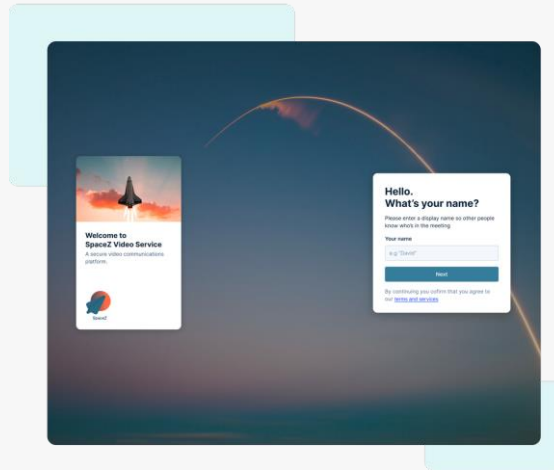 Welcome to
SpaceZ Video Service
A secure video communications
platform.
SpaceZ
Hello.
What's your name?
Please enter a display name so other people
know who's in the meeting
Your name
e.g "David"
Next
By continuing you cofirm that you agree to
our terms and services